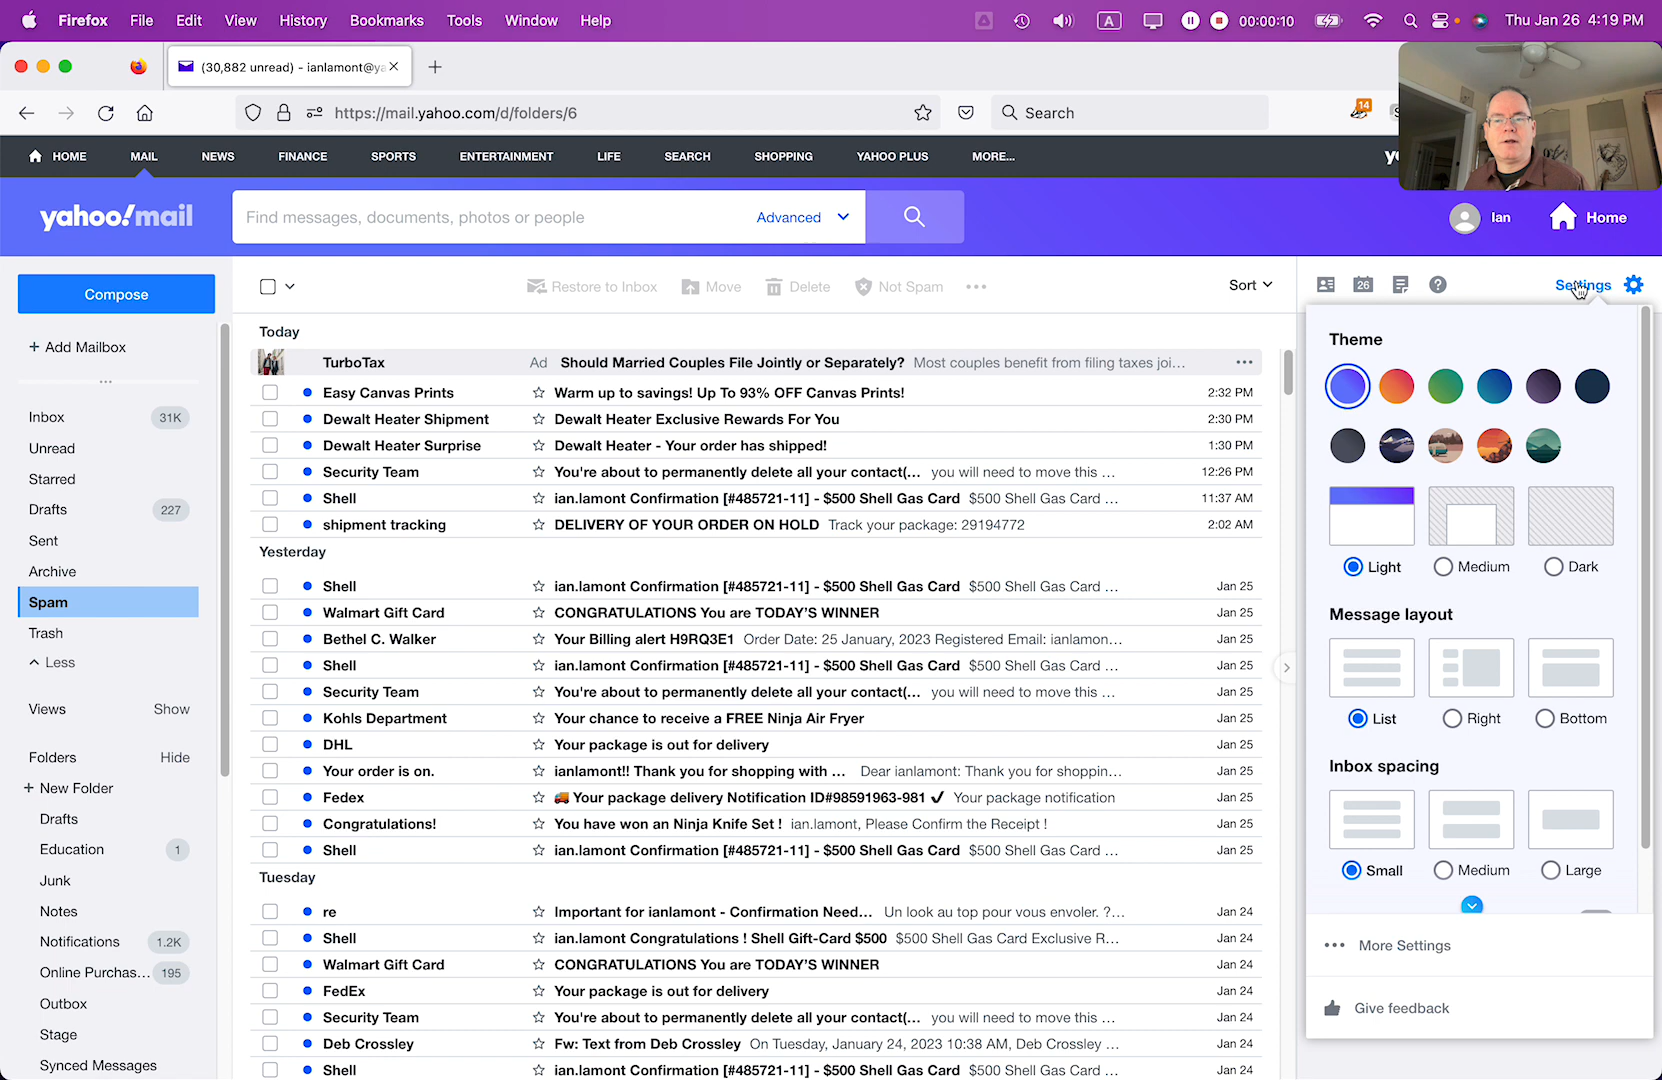 Firefox File Edit View History Bookmarks Tools Window Help A 00:00:10 Thu Jan 26 4:19 PM
(30,882 unread) - ianlamont@ya
https://mail.yahoo.com/d/folders/6 Search 14
HOME MAIL NEWS FINANCE SPORTS ENTERTAINMENT LIFE SEARCH SHOPPING YAHOO PLUS MORE...
yahoo!mail Find messages, documents, photos or people Advanced Ian Home
Compose Restore to Inbox Move Delete Not Spam Sort 26 Settings
Today
TurboTax Ad Should Married Couples File Jointly or Separately? Most couples benefit from filing taxes joi...
Easy Canvas Prints Warm up to savings! Up To 93% OFF Canvas Prints! 2:32 PM
Dewalt Heater Shipment Dewalt Heater Exclusive Rewards For You 2:30 PM
Dewalt Heater Surprise Dewalt Heater - Your order has shipped! 1:30 PM
Security Team You're about to permanently delete all your contact(... you will need to move this ... 12:26 PM
Shell ian.lamont Confirmation [#485721-11] - $500 Shell Gas Card $500 Shell Gas Card ... 11:37 AM
shipment tracking DELIVERY OF YOUR ORDER ON HOLD Track your package: 29194772 2:02 AM
Yesterday
Shell ian.lamont Confirmation [#485721-11] - $500 Shell Gas Card $500 Shell Gas Card ... Jan 25
Walmart Gift Card CONGRATULATIONS You are TODAY'S WINNER Jan 25
Bethel C. Walker Your Billing alert H9RQ3E1 Order Date: 25 January, 2023 Registered Email: ianlamon... Jan 25
Shell ian.lamont Confirmation [#485721-11] - $500 Shell Gas Card $500 Shell Gas Card ... Jan 25
Security Team You're about to permanently delete all your contact(... you will need to move this ... Jan 25
Kohls Department Your chance to receive a FREE Ninja Air Fryer Jan 25
DHL Your package is out for delivery Jan 25
Your order is on. ianlamont!! Thank you for shopping with ... Dear ianlamont: Thank you for shoppin... Jan 25
Fedex 🚚 Your package delivery Notification ID#98591963-981 ✔ Your package notification Jan 25
Congratulations! You have won an Ninja Knife Set ! ian.lamont, Please Confirm the Receipt ! Jan 25
Shell ian.lamont Confirmation [#485721-11] - $500 Shell Gas Card $500 Shell Gas Card ... Jan 25
Tuesday
re Important for ianlamont - Confirmation Need... Un look au top pour vous envoler. ?... Jan 24
Shell ian.lamont Congratulations ! Shell Gift-Card $500 $500 Shell Gas Card Exclusive R... Jan 24
Walmart Gift Card CONGRATULATIONS You are TODAY'S WINNER Jan 24
FedEx Your package is out for delivery Jan 24
Security Team You're about to permanently delete all your contact(... you will need to move this ... Jan 24
Deb Crossley Fw: Text from Deb Crossley On Tuesday, January 24, 2023 10:38 AM, Deb Crossley ... Jan 24
Shell ian.lamont Confirmation [#485721-11] - $500 Shell Gas Card $500 Shell Gas Card ... Jan 24
+ Add Mailbox
Inbox 31K
Unread
Starred
Drafts 227
Sent
Archive
Spam
Trash
Less
Views Show
Folders Hide
+ New Folder
Drafts
Education 1
Junk
Notes
Notifications 1.2K
Online Purchas... 195
Outbox
Stage
Synced Messages
Theme
Light Medium Dark
Message layout
List Right Bottom
Inbox spacing
Small Medium Large
More Settings
Give feedback